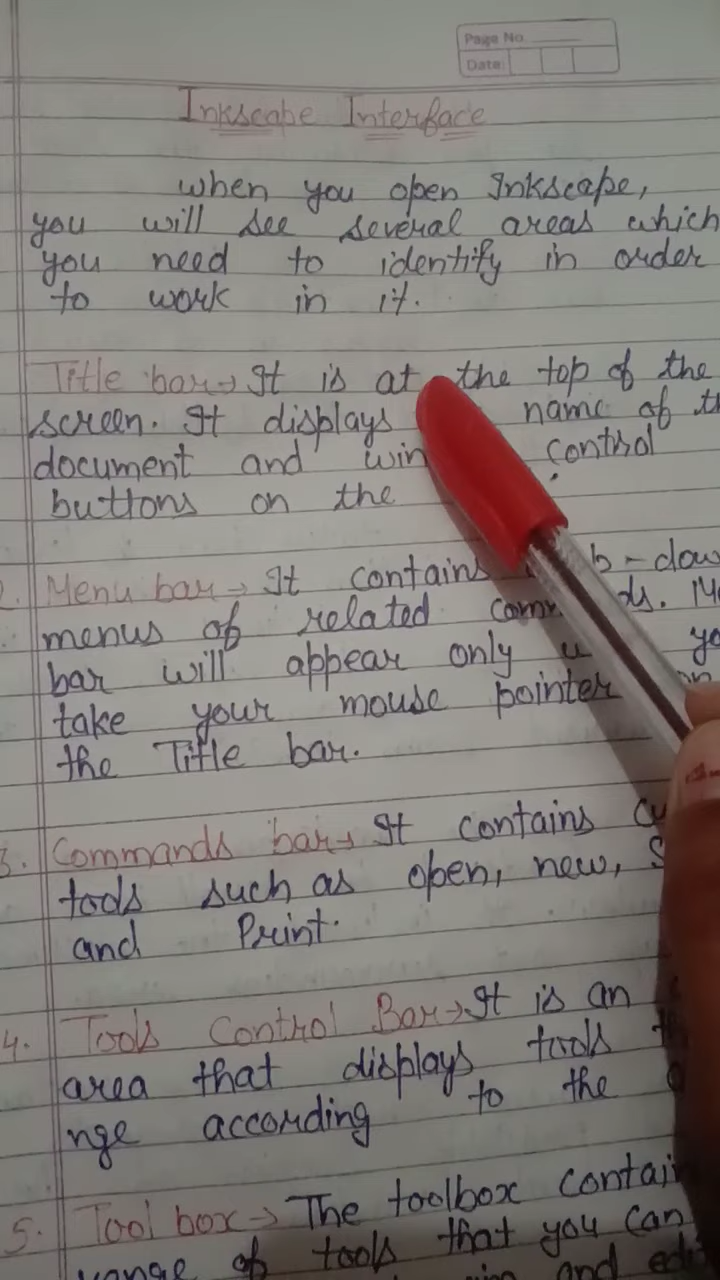 Page No.
Date:
Inkscape Interface
when you open Inkscape,
you will see several areas which
you need to identify in order
to work in it.
Title bar→ It is at the top of the
screen. It displays name of
document and control
buttons on the
2. Menu bar→ It contains
menus of related
bar will appear only
take your mouse pointer
the Title bar.
3. Commands bar→ It contains
tools such as open, new,
and Print.
4. Tools Control Bar→ It is an
area that displays tools
nge according to the
5. Tool box→ The toolbox
range of tools that you can
and